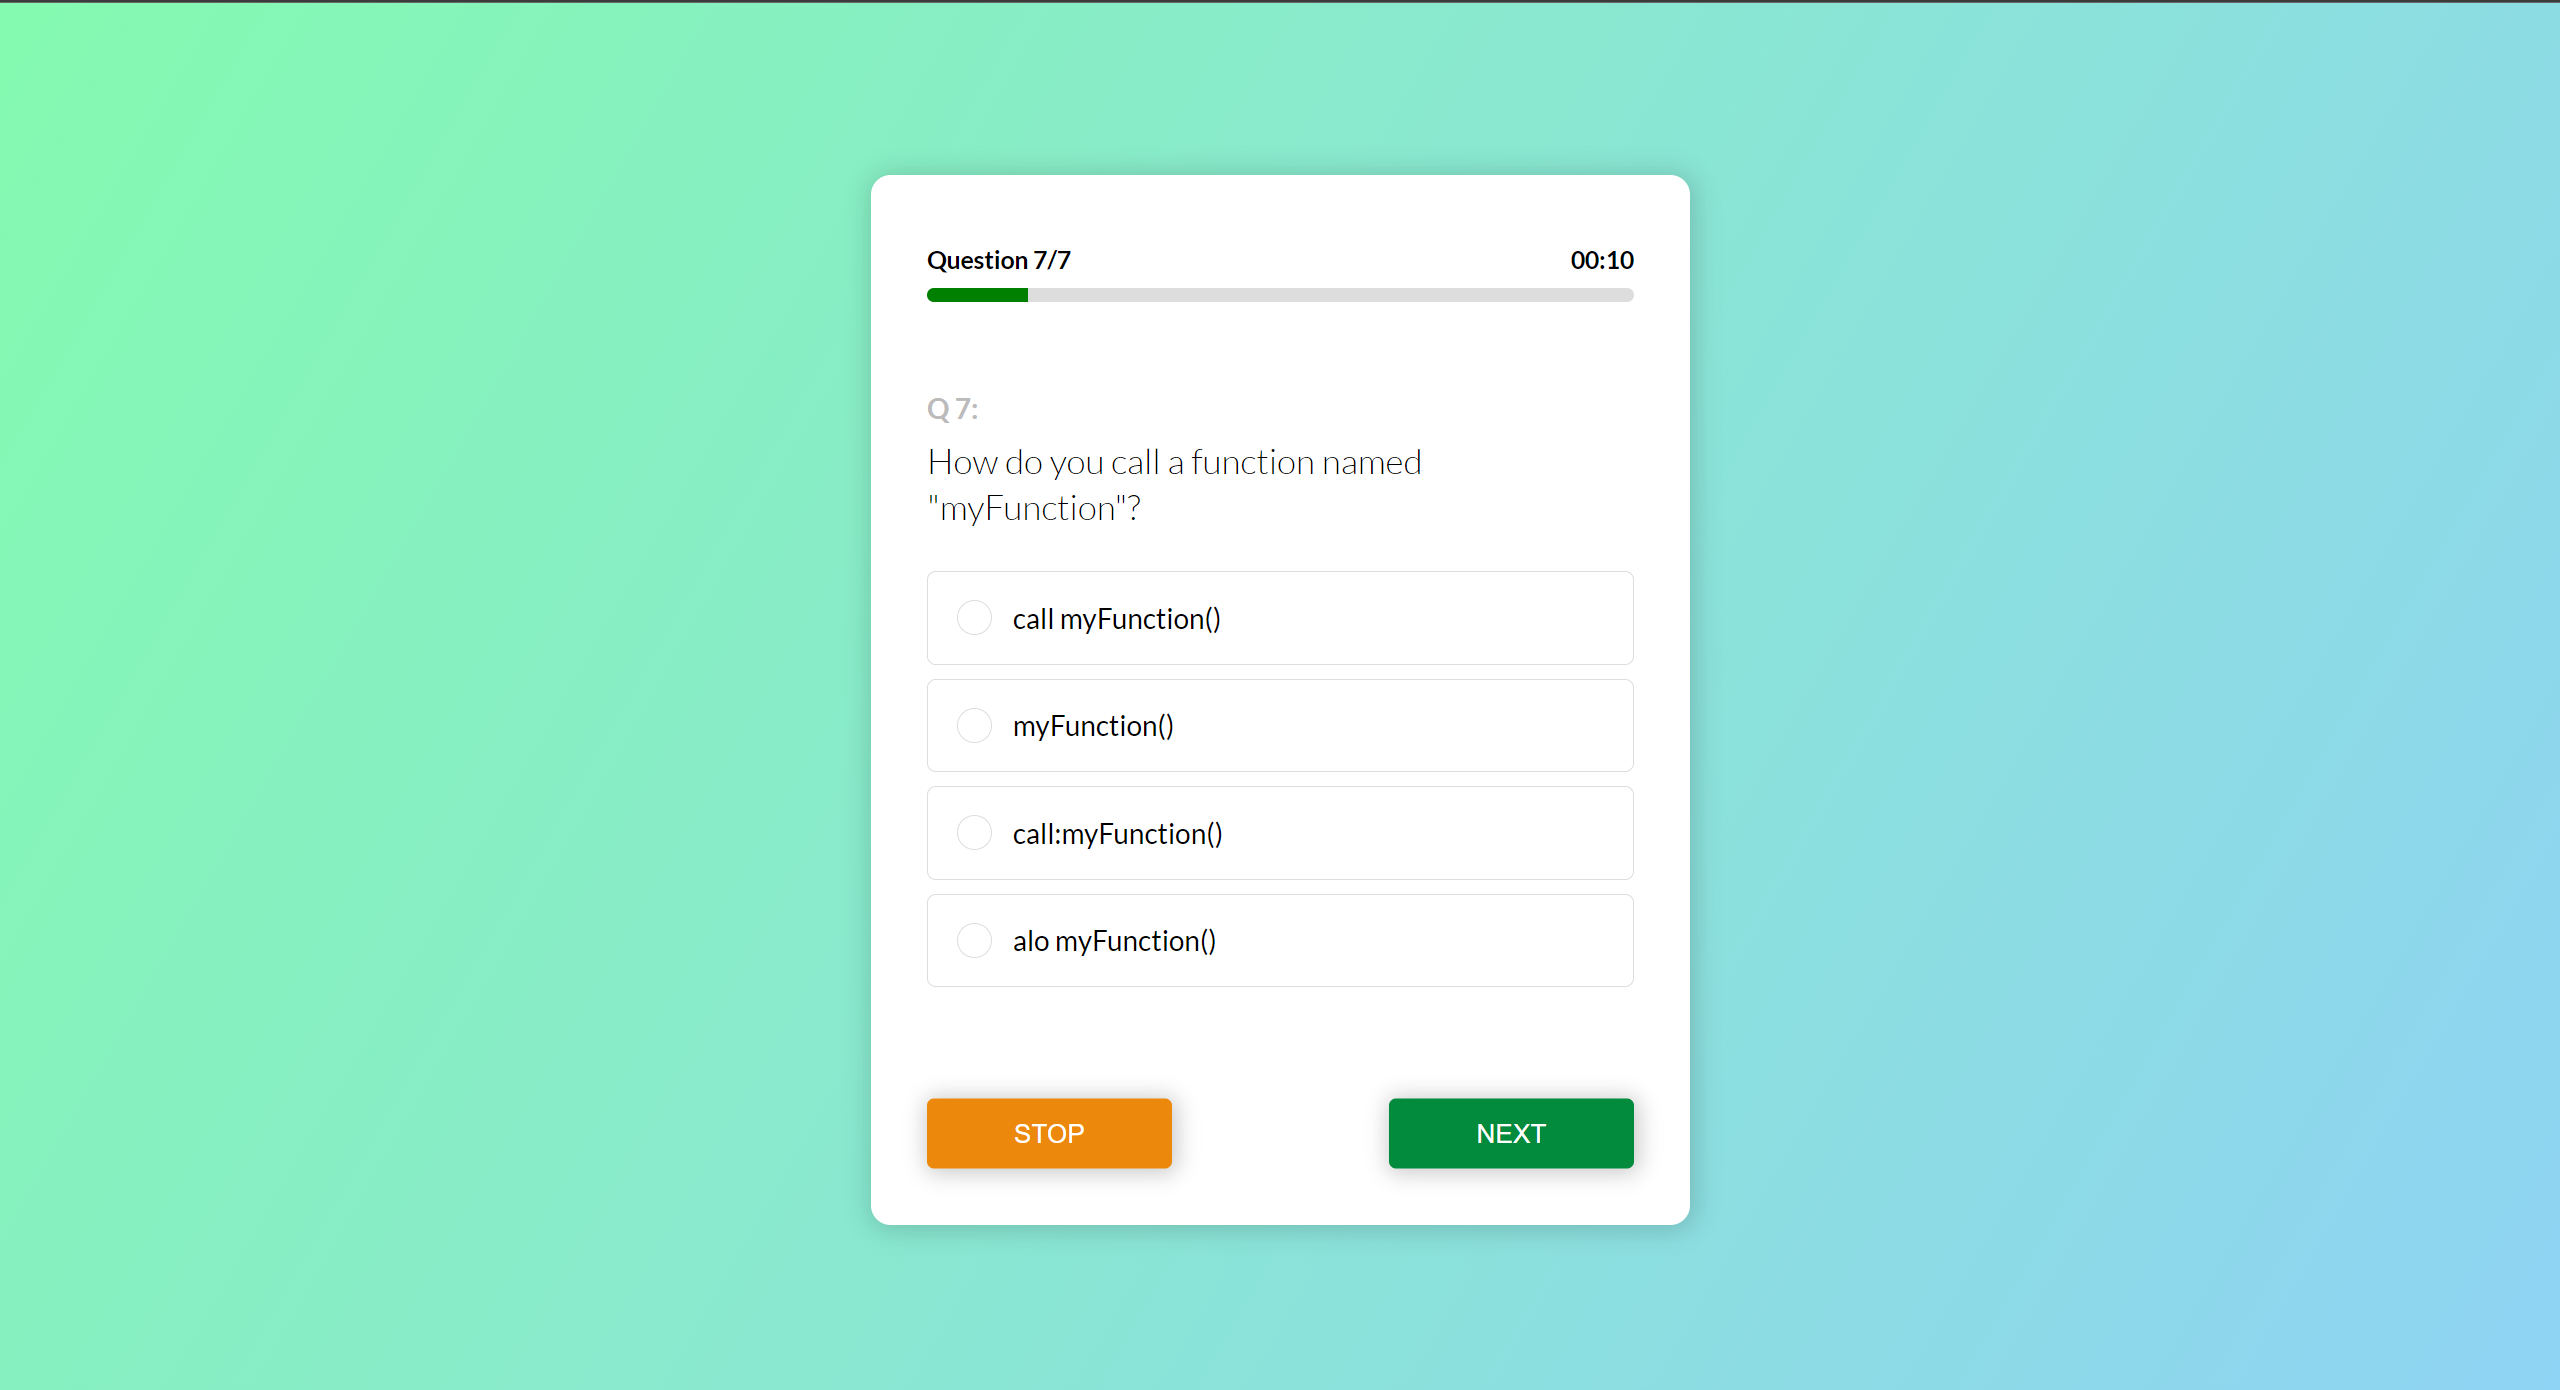 Question 7/7
00:10
Q 7:
How do you call a function named
"myFunction"?
call myFunction()
myFunction()
call:myFunction()
alo myFunction()
STOP
NEXT